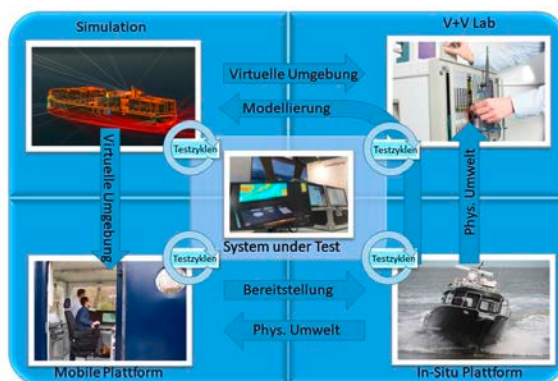 Simulation
V+V Lab
Virtuelle Umgebung
Modellierung
Testzyklen
Testzyklen
Virtuelle Umgebung
Phys. Umwelt
System under Test
Testzyklen
Testzyklen
Bereitstellung
Phys. Umwelt
Mobile Plattform
In-Situ Plattform